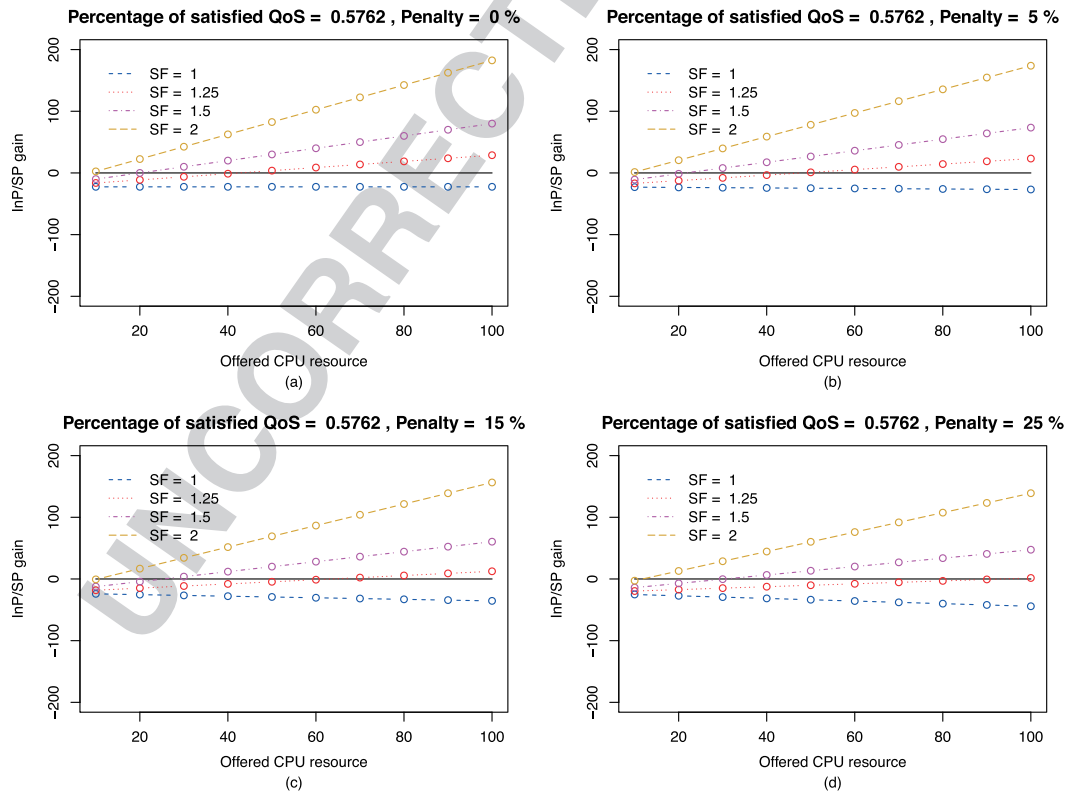 Percentage of satisfied QoS = 0.5762 , Penalty = 0 %
200
100
0
−100
−200
InP/SP gain
SF = 1
SF = 1.25
SF = 1.5
SF = 2
20
40
60
80
100
Offered CPU resource
(a)
Percentage of satisfied QoS = 0.5762 , Penalty = 5 %
200
100
0
−100
−200
InP/SP gain
SF = 1
SF = 1.25
SF = 1.5
SF = 2
20
40
60
80
100
Offered CPU resource
(b)
Percentage of satisfied QoS = 0.5762 , Penalty = 15 %
200
100
0
−100
−200
InP/SP gain
SF = 1
SF = 1.25
SF = 1.5
SF = 2
20
40
60
80
100
Offered CPU resource
(c)
Percentage of satisfied QoS = 0.5762 , Penalty = 25 %
200
100
0
−100
−200
InP/SP gain
SF = 1
SF = 1.25
SF = 1.5
SF = 2
20
40
60
80
100
Offered CPU resource
(d)
UNCORRECT